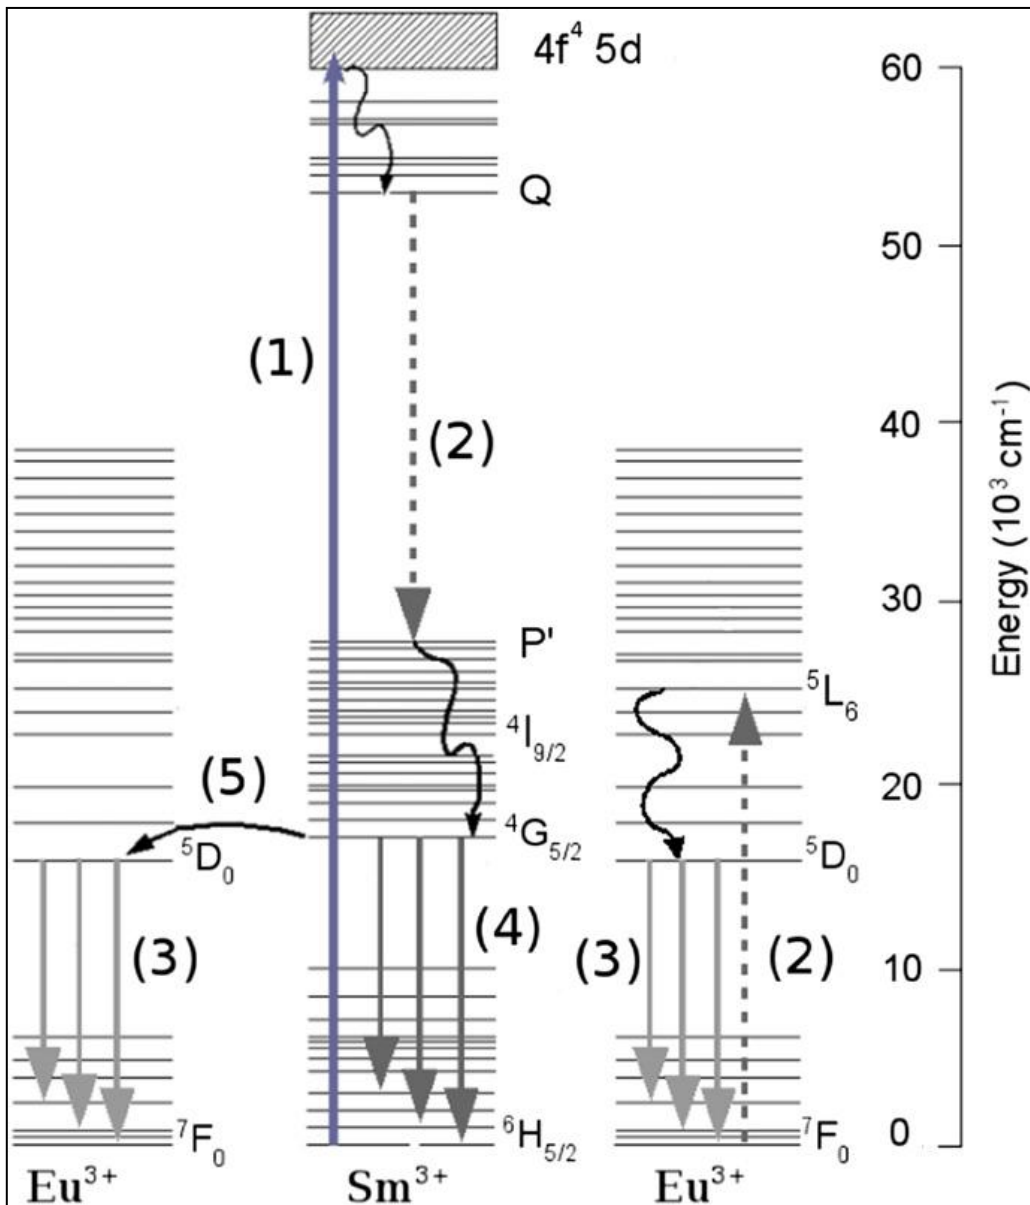 4f⁴ 5d
60
Q
50
(1)
40
(2)
Energy (10³ cm⁻¹)
30
P'
⁵L₆
⁴I₉/₂
(5)
20
⁴G₅/₂
⁵D₀
⁵D₀
(4)
(3)
(3)
(2)
10
⁷F₀
⁶H₅/₂
⁷F₀
0
Eu³⁺
Sm³⁺
Eu³⁺